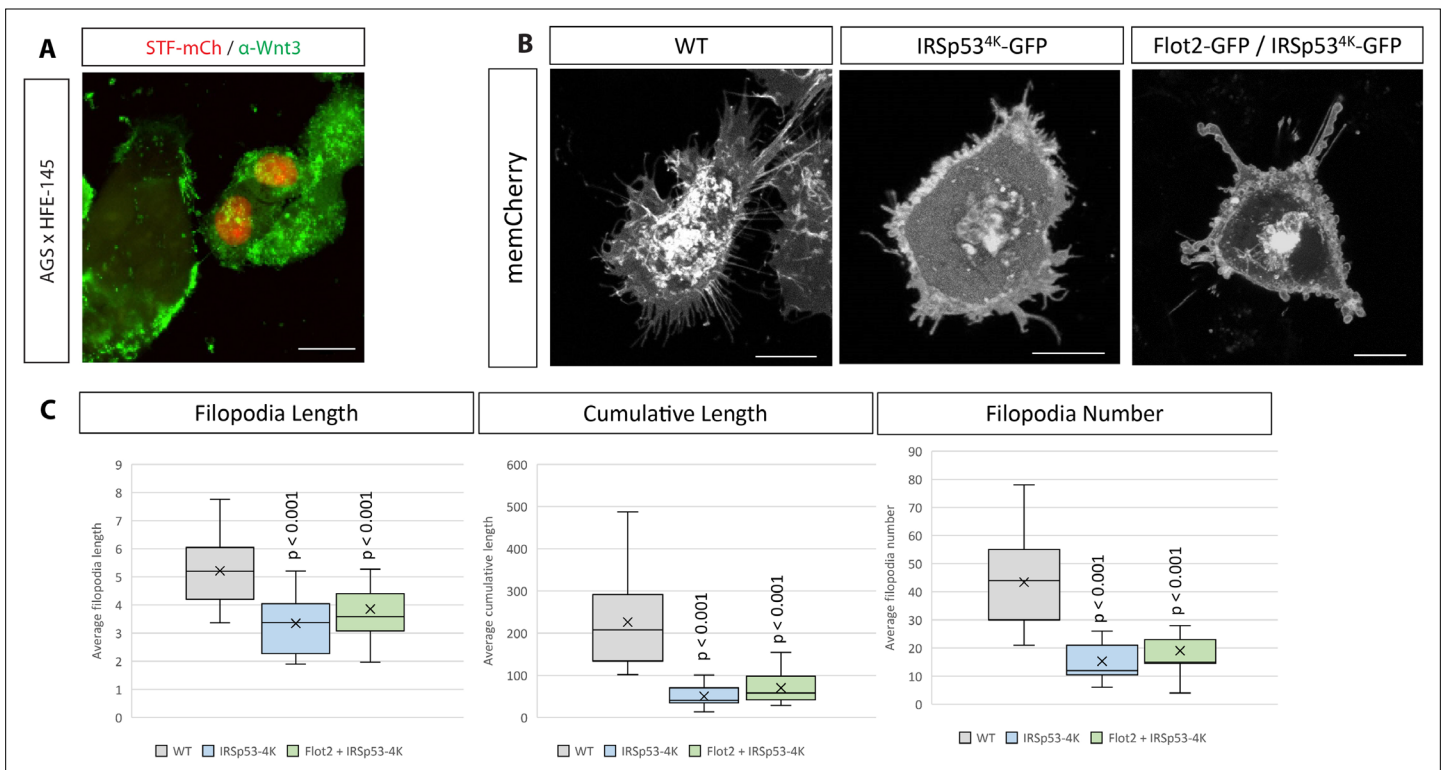 A
STF-mCh / α-Wnt3
AGS x HFE-145
B
WT
IRSp53⁴ᴷ-GFP
Flot2-GFP / IRSp53⁴ᴷ-GFP
memCherry
C
Filopodia Length
Average filopodia length
9
8
7
6
5
4
3
2
1
0
p < 0.001
p < 0.001
WT IRSp53-4K Flot2 + IRSp53-4K
Cumulative Length
Average cumulative length
600
500
400
300
200
100
0
p < 0.001
p < 0.001
WT IRSp53-4K Flot2 + IRSp53-4K
Filopodia Number
Average filopodia number
90
80
70
60
50
40
30
20
10
0
p < 0.001
p < 0.001
WT IRSp53-4K Flot2 + IRSp53-4K